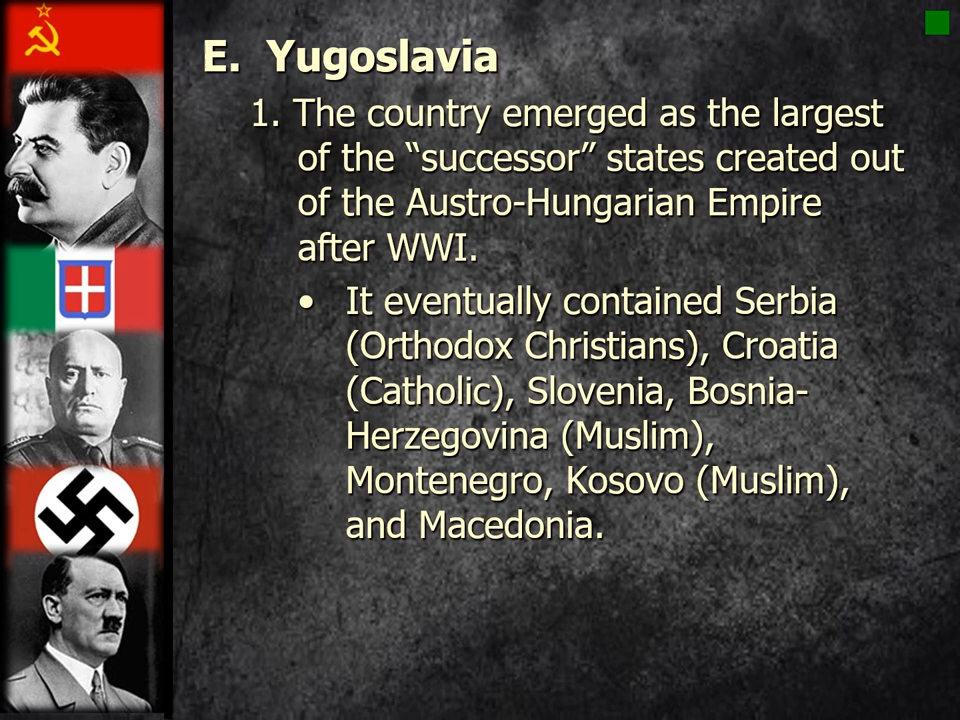 E. Yugoslavia
1. The country emerged as the largest
of the “successor” states created out
of the Austro-Hungarian Empire
after WWI.
• It eventually contained Serbia
(Orthodox Christians), Croatia
(Catholic), Slovenia, Bosnia-
Herzegovina (Muslim),
Montenegro, Kosovo (Muslim),
and Macedonia.